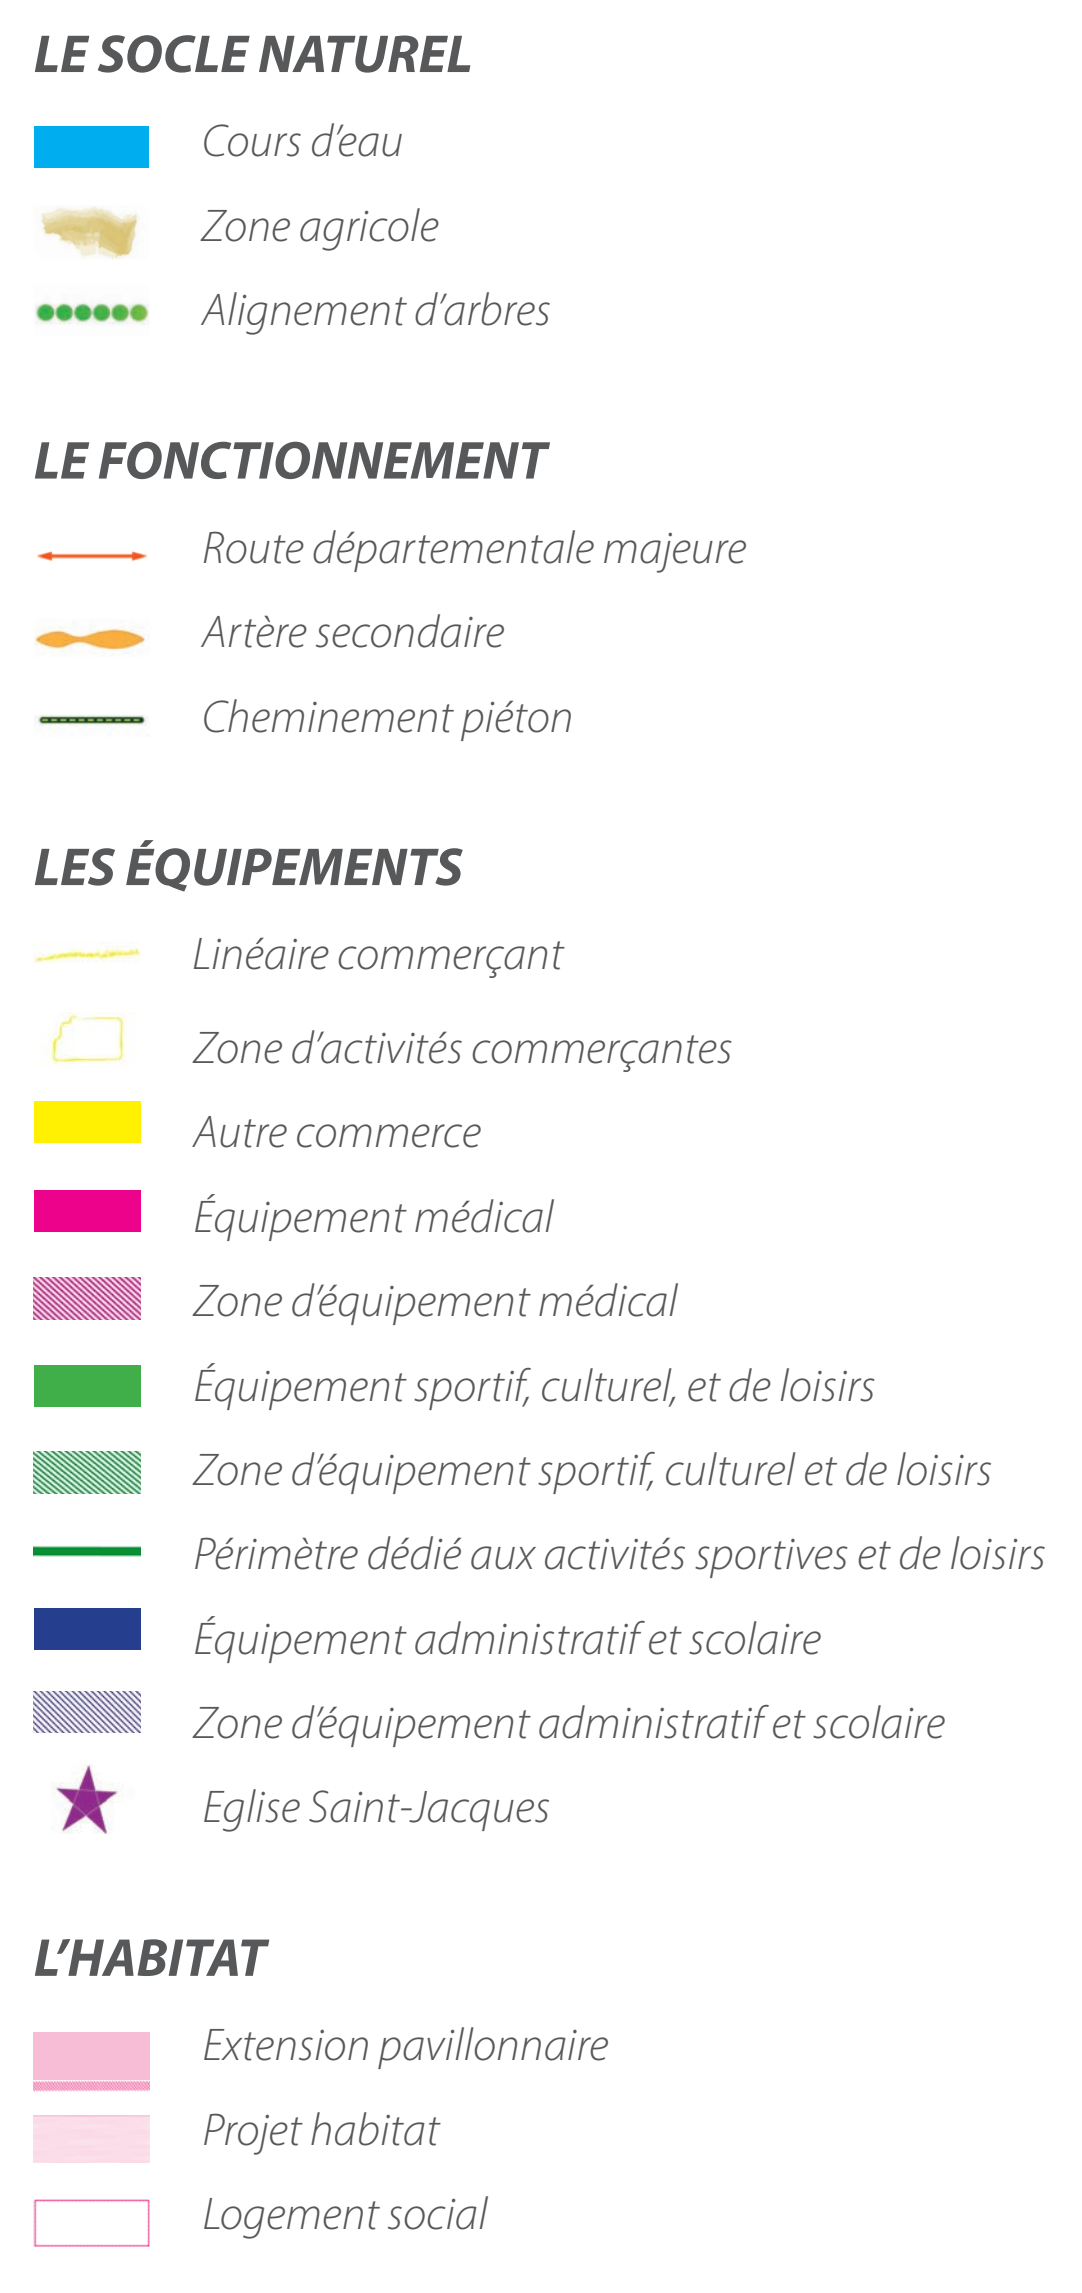 LE SOCLE NATUREL
Cours d’eau
Zone agricole
Alignement d’arbres
LE FONCTIONNEMENT
Route départementale majeure
Artère secondaire
Cheminement piéton
LES ÉQUIPEMENTS
Linéaire commerçant
Zone d’activités commerçantes
Autre commerce
Équipement médical
Zone d’équipement médical
Équipement sportif, culturel, et de loisirs
Zone d’équipement sportif, culturel et de loisirs
Périmètre dédié aux activités sportives et de loisirs
Équipement administratif et scolaire
Zone d’équipement administratif et scolaire
Eglise Saint-Jacques
L’HABITAT
Extension pavillonnaire
Projet habitat
Logement social